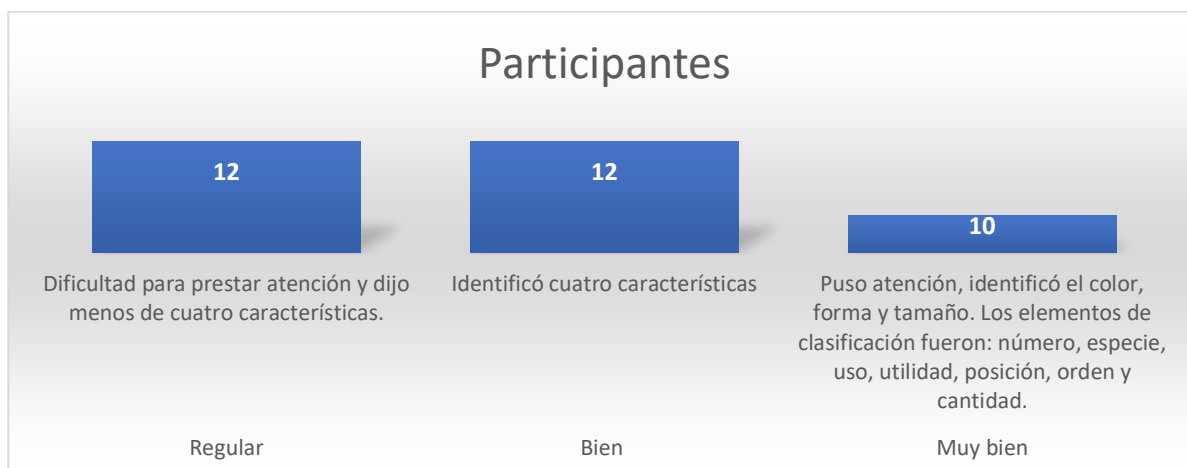 Participantes
12
12
10
Dificultad para prestar atención y dijo
menos de cuatro características.
Identificó cuatro características
Puso atención, identificó el color,
forma y tamaño. Los elementos de
clasificación fueron: número, especie,
uso, utilidad, posición, orden y
cantidad.
Regular
Bien
Muy bien